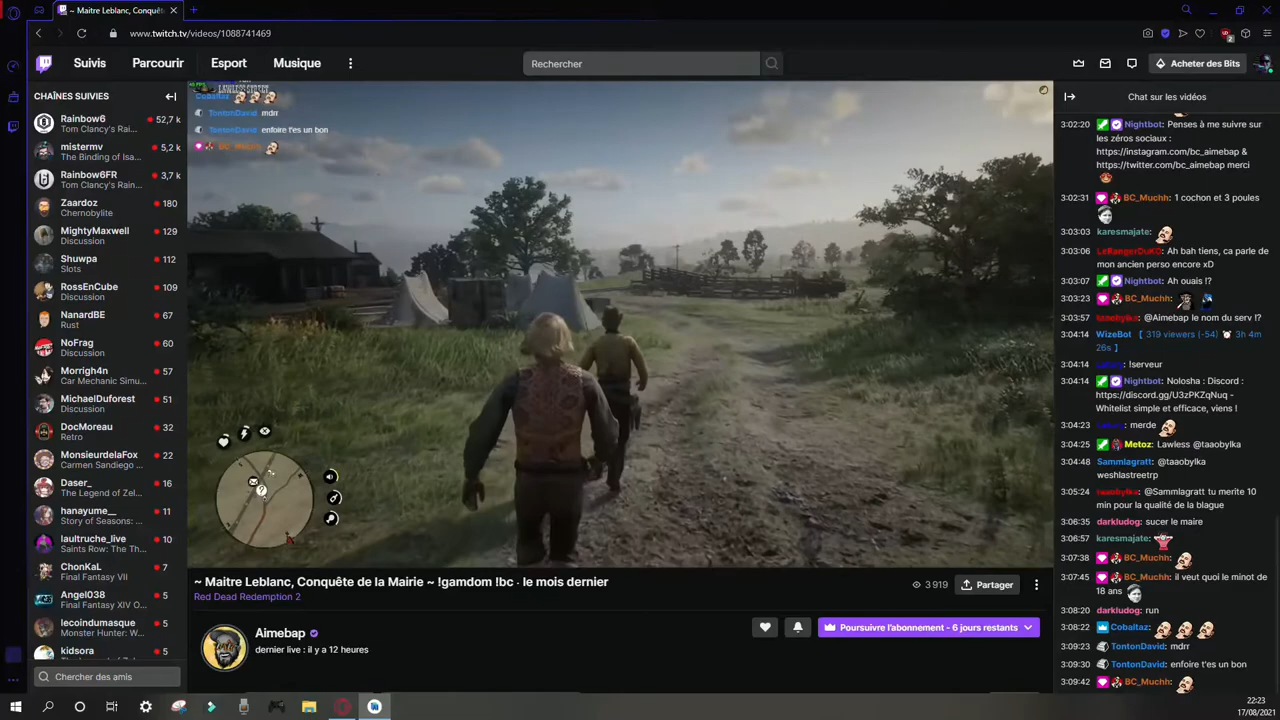 ~ Maitre Leblanc, Conquêt
www.twitch.tv/videos/1088741469
Suivis
Parcourir
Esport
Musique
Rechercher
Acheter des Bits
CHAÎNES SUIVIES
Rainbow6
52,7 k
Tom Clancy's Rai...
mistermv
5,2 k
The Binding of Isa...
Rainbow6FR
3,7 k
Tom Clancy's Rain...
Zaardoz
180
Chernobylite
MightyMaxwell
129
Discussion
Shuwpa
112
Slots
RossEnCube
109
Discussion
NanardBE
67
Rust
NoFrag
60
Discussion
Morrigh4n
57
Car Mechanic Simu...
MichaelDuforest
51
Discussion
DocMoreau
32
Retro
MonsieurdelaFox
22
Carmen Sandiego ...
Daser_
16
The Legend of Zel...
hanayume__
11
Story of Seasons: ...
laultruche_live
10
Saints Row: The Th...
ChonKaL
7
Final Fantasy VII
Angel038
5
Final Fantasy XIV O...
lecoindumasque
5
Monster Hunter: W...
kidsora
5
Chercher des amis
LAWLESS STREET
Cobaltaz
TontonDavid mdrr
TontonDavid enfoire t'es un bon
BC_Muchh
~ Maitre Leblanc, Conquête de la Mairie ~ !gamdom !bc - le mois dernier
Red Dead Redemption 2
3 919
Partager
Aimebap
dernier live : il y a 12 heures
Poursuivre l'abonnement - 6 jours restants
Chat sur les vidéos
3:02:20 Nightbot: Penses à me suivre sur
les zéros sociaux :
https://instagram.com/bc_aimebap &
https://twitter.com/bc_aimebap merci
3:02:31 BC_Muchh: 1 cochon et 3 poules
3:03:03 karesmajate:
3:03:06 LeRangerDuKO: Ah bah tiens, ca parle de
mon ancien perso encore xD
3:03:07 Nightbot: Ah ouais !?
3:03:23 BC_Muchh:
3:03:57 taaobylka: @Aimebap le nom du serv !?
3:04:14 WizeBot 【 319 viewers (-54) 3h 4m
26s 】
3:04:14 !serveur
3:04:14 Nightbot: Nolosha : Discord :
https://discord.gg/U3zPKZqNuq -
Whitelist simple et efficace, viens !
3:04:23 merde
3:04:25 Metoz: Lawless @taaobylka
3:04:48 Sammlagratt: @taaobylka
weshlastreetrp
3:05:24 taaobylka: @Sammlagratt tu merite 10
min pour la qualité de la blague
3:06:35 darkludog: sucer le maire
3:06:57 karesmajate:
3:07:38 BC_Muchh:
3:07:45 BC_Muchh: il veut quoi le minot de
18 ans
3:08:20 darkludog: run
3:08:22 Cobaltaz:
3:09:23 TontonDavid: mdrr
3:09:30 TontonDavid: enfoire t'es un bon
3:09:42 BC_Muchh:
22:23
17/08/2021